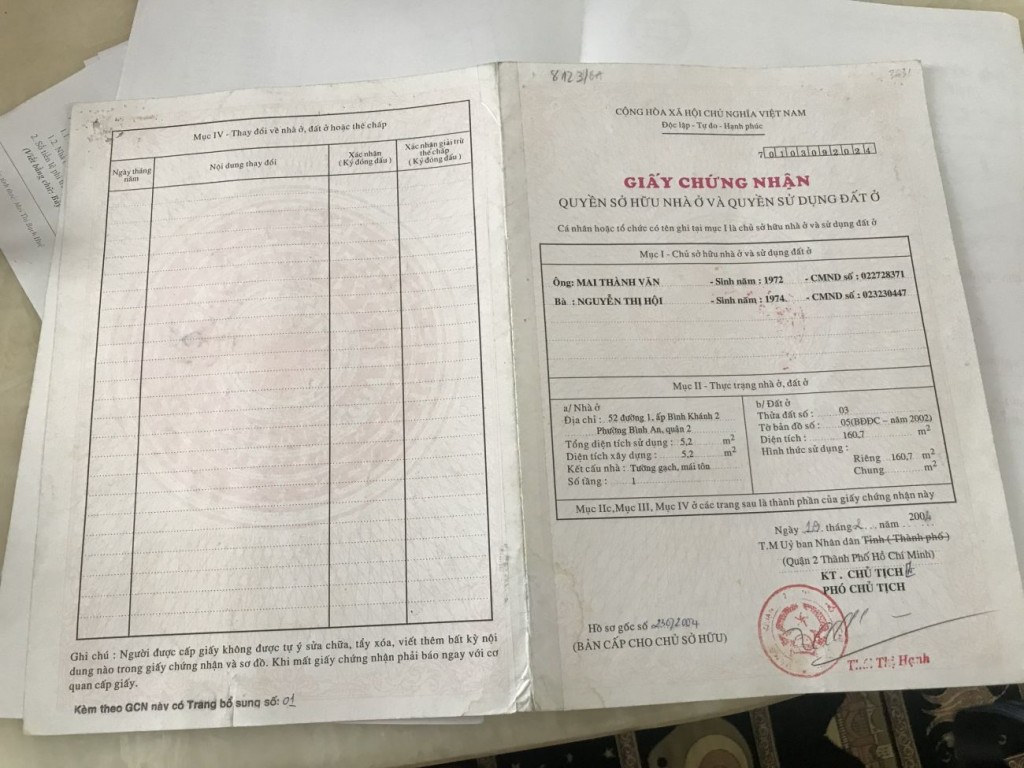 Mục IV - Thay đổi về nhà ở, đất ở hoặc thế chấp
Ngày tháng năm
Nội dung thay đổi
Xác nhận (Ký đóng dấu)
Xác nhận giải trừ thế chấp (Ký đóng dấu)
Ghi chú : Người được cấp giấy không được tự ý sửa chữa, tẩy xóa, viết thêm bất kỳ nội
dung nào trong giấy chứng nhận và sơ đồ. Khi mất giấy chứng nhận phải báo ngay với cơ
quan cấp giấy.
Kèm theo GCN này có Trang bổ sung số: 01
CỘNG HÒA XÃ HỘI CHỦ NGHĨA VIỆT NAM
Độc lập - Tự do - Hạnh phúc
70103092024
GIẤY CHỨNG NHẬN
QUYỀN SỞ HỮU NHÀ Ở VÀ QUYỀN SỬ DỤNG ĐẤT Ở
Cá nhân hoặc tổ chức có tên ghi tại mục I là chủ sở hữu nhà ở và sử dụng đất ở
Mục I - Chủ sở hữu nhà ở và sử dụng đất ở
Ông: MAI THÀNH VĂN - Sinh năm : 1972 - CMND số : 022728371
Bà : NGUYỄN THỊ HỘI - Sinh năm : 1974 - CMND số : 023230447
Mục II - Thực trạng nhà ở, đất ở
a/ Nhà ở
Địa chỉ : 52 đường 1, ấp Bình Khánh 2
Phường Bình An, quận 2
Tổng diện tích sử dụng : 5,2 m²
Diện tích xây dựng : 5,2 m²
Kết cấu nhà : Tường gạch, mái tôn
Số tầng : 1
b/ Đất ở
Thửa đất số : 03
Tờ bản đồ số : 05(BĐĐC – năm 2002)
Diện tích : 160,7 m²
Hình thức sử dụng :
Riêng 160,7 m²
Chung m²
Mục IIc, Mục III, Mục IV ở các trang sau là thành phần của giấy chứng nhận này
Ngày tháng 2 năm 2004
T.M Uỷ ban Nhân dân Tỉnh ( Thành phố )
(Quận 2 Thành Phố Hồ Chí Minh)
KT. CHỦ TỊCH
PHÓ CHỦ TỊCH
Hồ sơ gốc số /2004
(BẢN CẤP CHO CHỦ SỞ HỮU)
Thị Hạnh